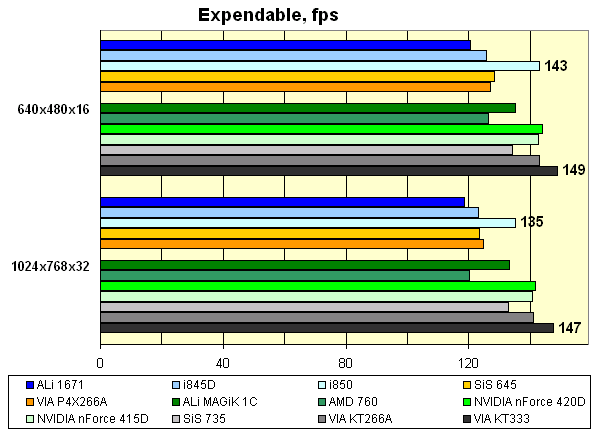 Expendable, fps
143
640x480x16
149
135
1024x768x32
147
0 40 80 120
ALi 1671 i845D i850 SiS 645
VIA P4X266A ALi MAGiK 1C AMD 760 NVIDIA nForce 420D
NVIDIA nForce 415D SiS 735 VIA KT266A VIA KT333